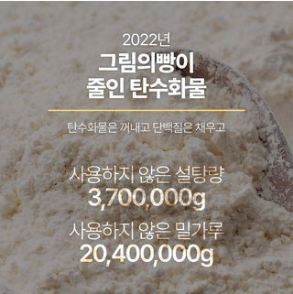 2022년
그림의빵이
줄인 탄수화물
탄수화물은 꺼내고 단백질은 채우고
사용하지 않은 설탕량
3,700,000g
사용하지 않은 밀가루
20,400,000g